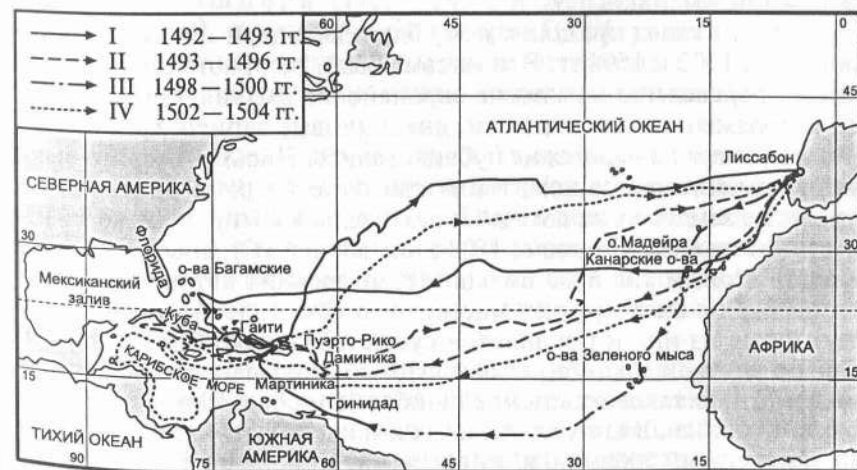 I 1492—1493 гг.
II 1493—1496 гг.
III 1498—1500 гг.
IV 1502—1504 гг.
60
45
30
15
0
45
АТЛАНТИЧЕСКИЙ ОКЕАН
Лиссабон
СЕВЕРНАЯ АМЕРИКА
30
Флорида
о.Мадейра
30
Канарские о-ва
о-ва Багамские
Мексиканский
залив
Куба
Гаити
Пуэрто-Рико
Даминика
о-ва Зеленого мыса
АФРИКА
КАРИБСКОЕ МОРЕ
15
Мартиника
15
Тринидад
ТИХИЙ ОКЕАН
ЮЖНАЯ
АМЕРИКА
90
75
60
45
30
15
0